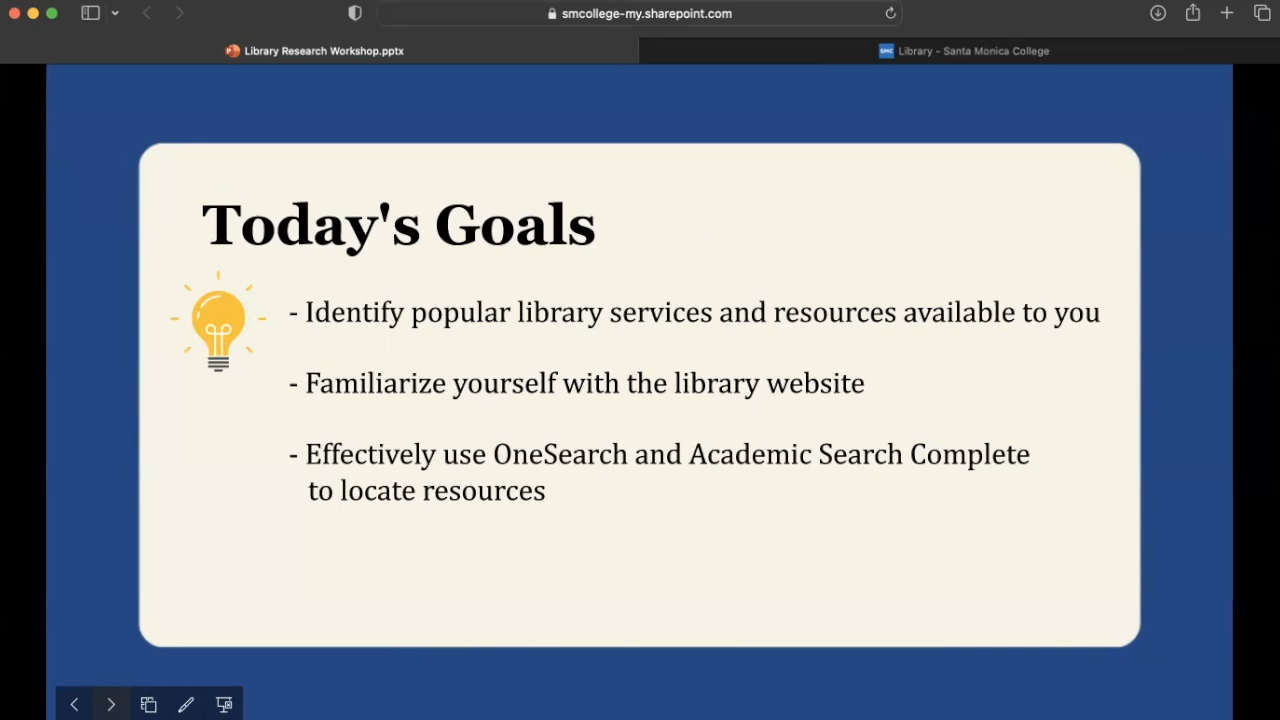 smcollege-my.sharepoint.com
Library Research Workshop.pptx
SMC Library - Santa Monica College
Today's Goals
- Identify popular library services and resources available to you
- Familiarize yourself with the library website
- Effectively use OneSearch and Academic Search Complete
to locate resources